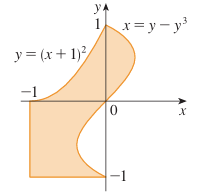 y
1
x = y − y³
y = (x + 1)²
−1
0
x
−1